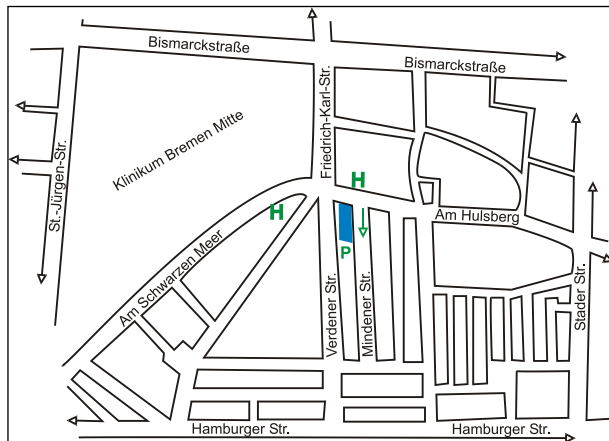 Bismarckstraße
Bismarckstraße
Friedrich-Karl-Str.
Klinikum Bremen Mitte
St.-Jürgen-Str.
H
H
Am Hulsberg
Am Schwarzen Meer
P
Verdener Str.
Mindener Str.
Stader Str.
Hamburger Str.
Hamburger Str.